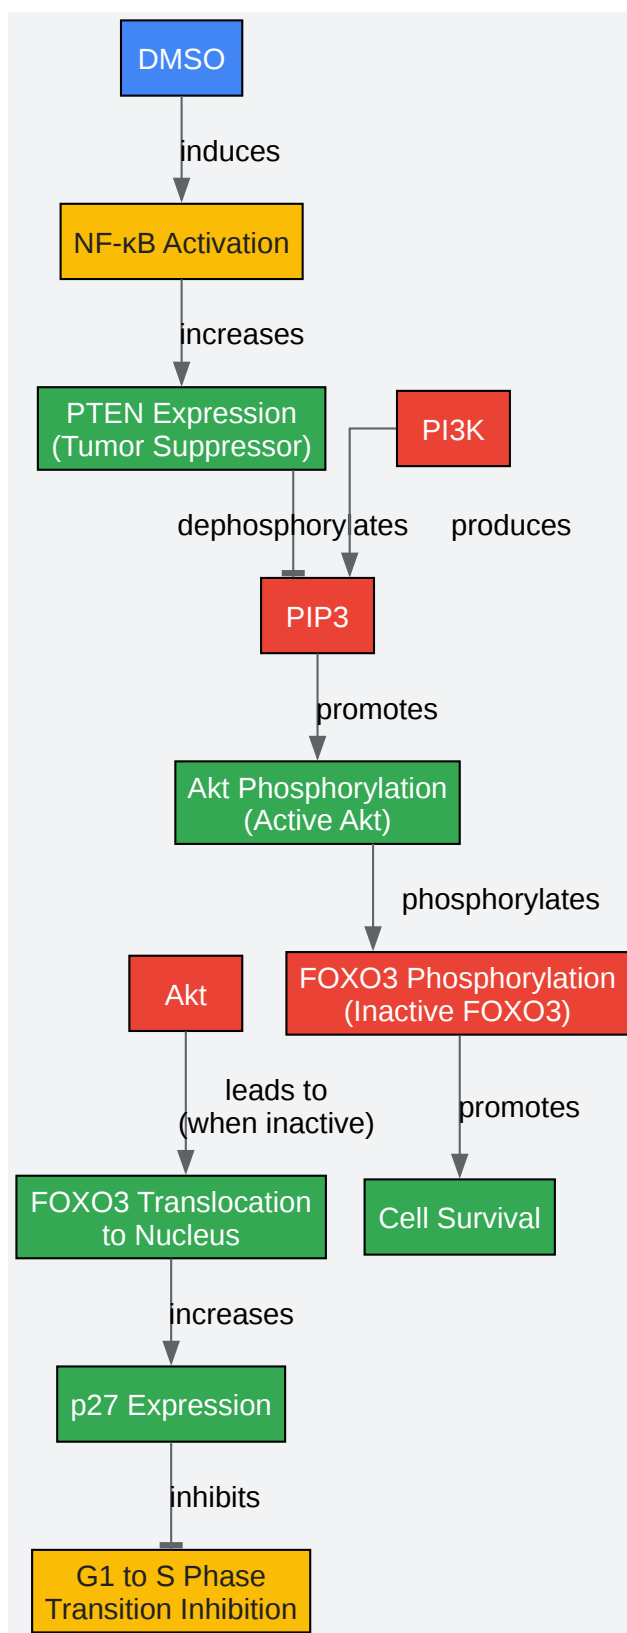 DMSO
induces
NF-κB Activation
increases
PTEN Expression
(Tumor Suppressor)
PI3K
dephosphorylates
produces
PIP3
promotes
Akt Phosphorylation
(Active Akt)
phosphorylates
Akt
FOXO3 Phosphorylation
(Inactive FOXO3)
leads to
(when inactive)
promotes
FOXO3 Translocation
to Nucleus
Cell Survival
increases
p27 Expression
inhibits
G1 to S Phase
Transition Inhibition